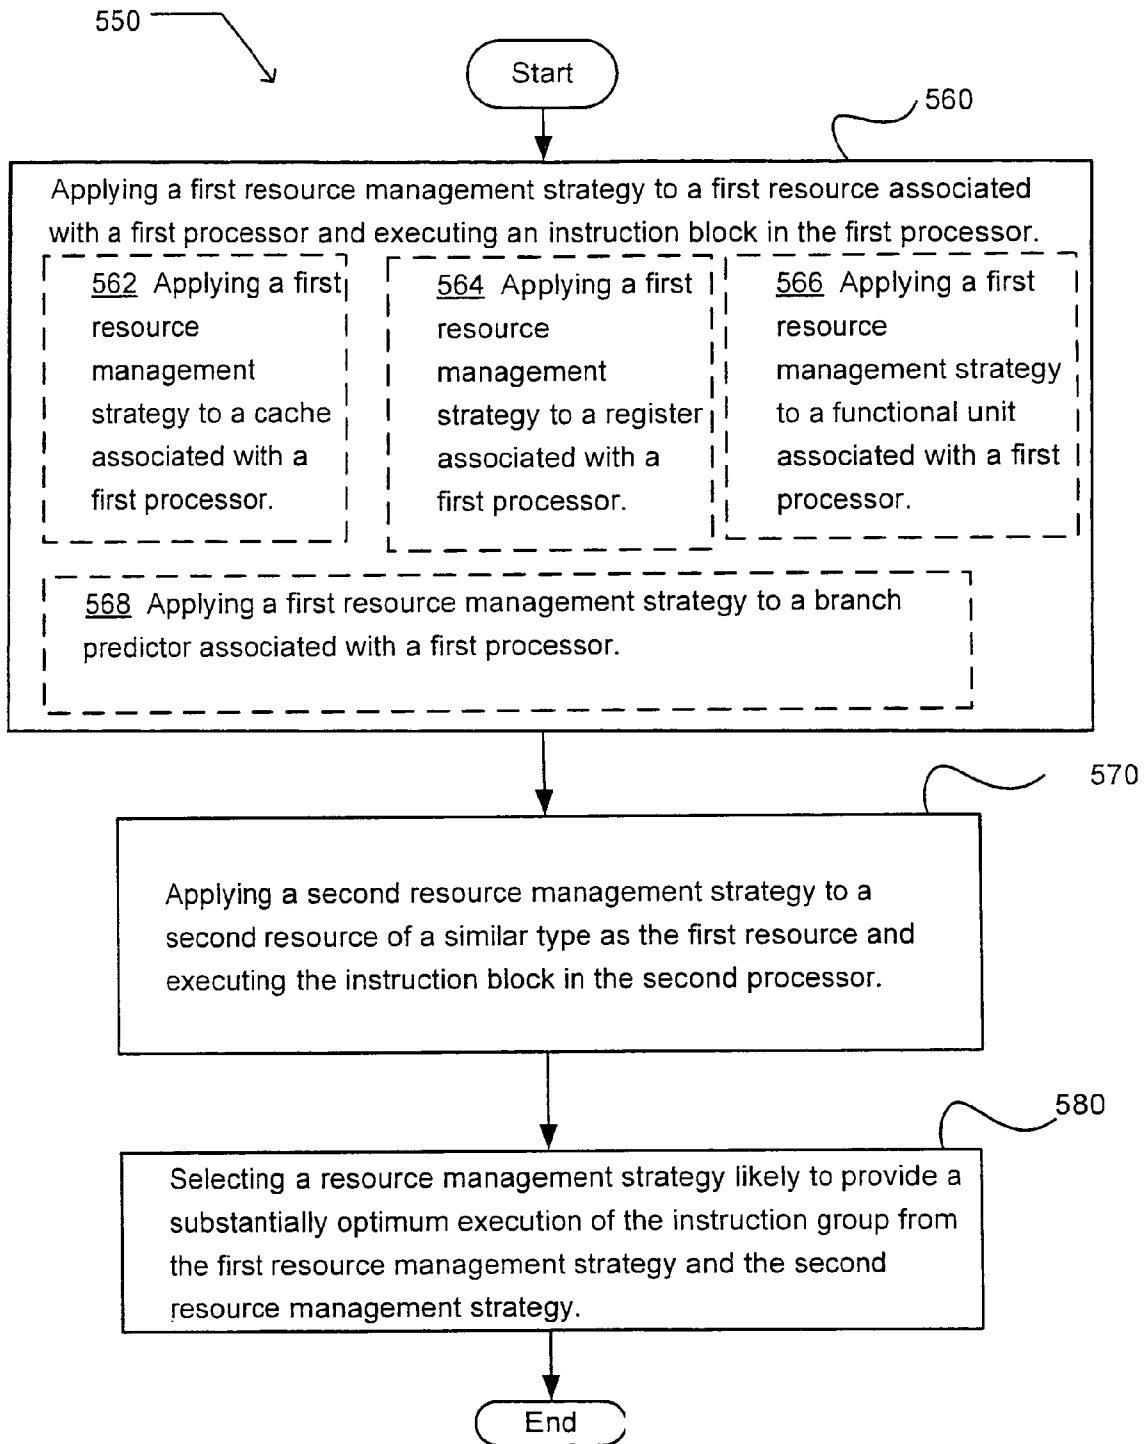 550
Start
560
Applying a first resource management strategy to a first resource associated
with a first processor and executing an instruction block in the first processor.
562 Applying a first
resource
management
strategy to a cache
associated with a
first processor.
564 Applying a first
resource
management
strategy to a register
associated with a
first processor.
566 Applying a first
resource
management strategy
to a functional unit
associated with a first
processor.
568 Applying a first resource management strategy to a branch
predictor associated with a first processor.
570
Applying a second resource management strategy to a
second resource of a similar type as the first resource and
executing the instruction block in the second processor.
580
Selecting a resource management strategy likely to provide a
substantially optimum execution of the instruction group from
the first resource management strategy and the second
resource management strategy.
End